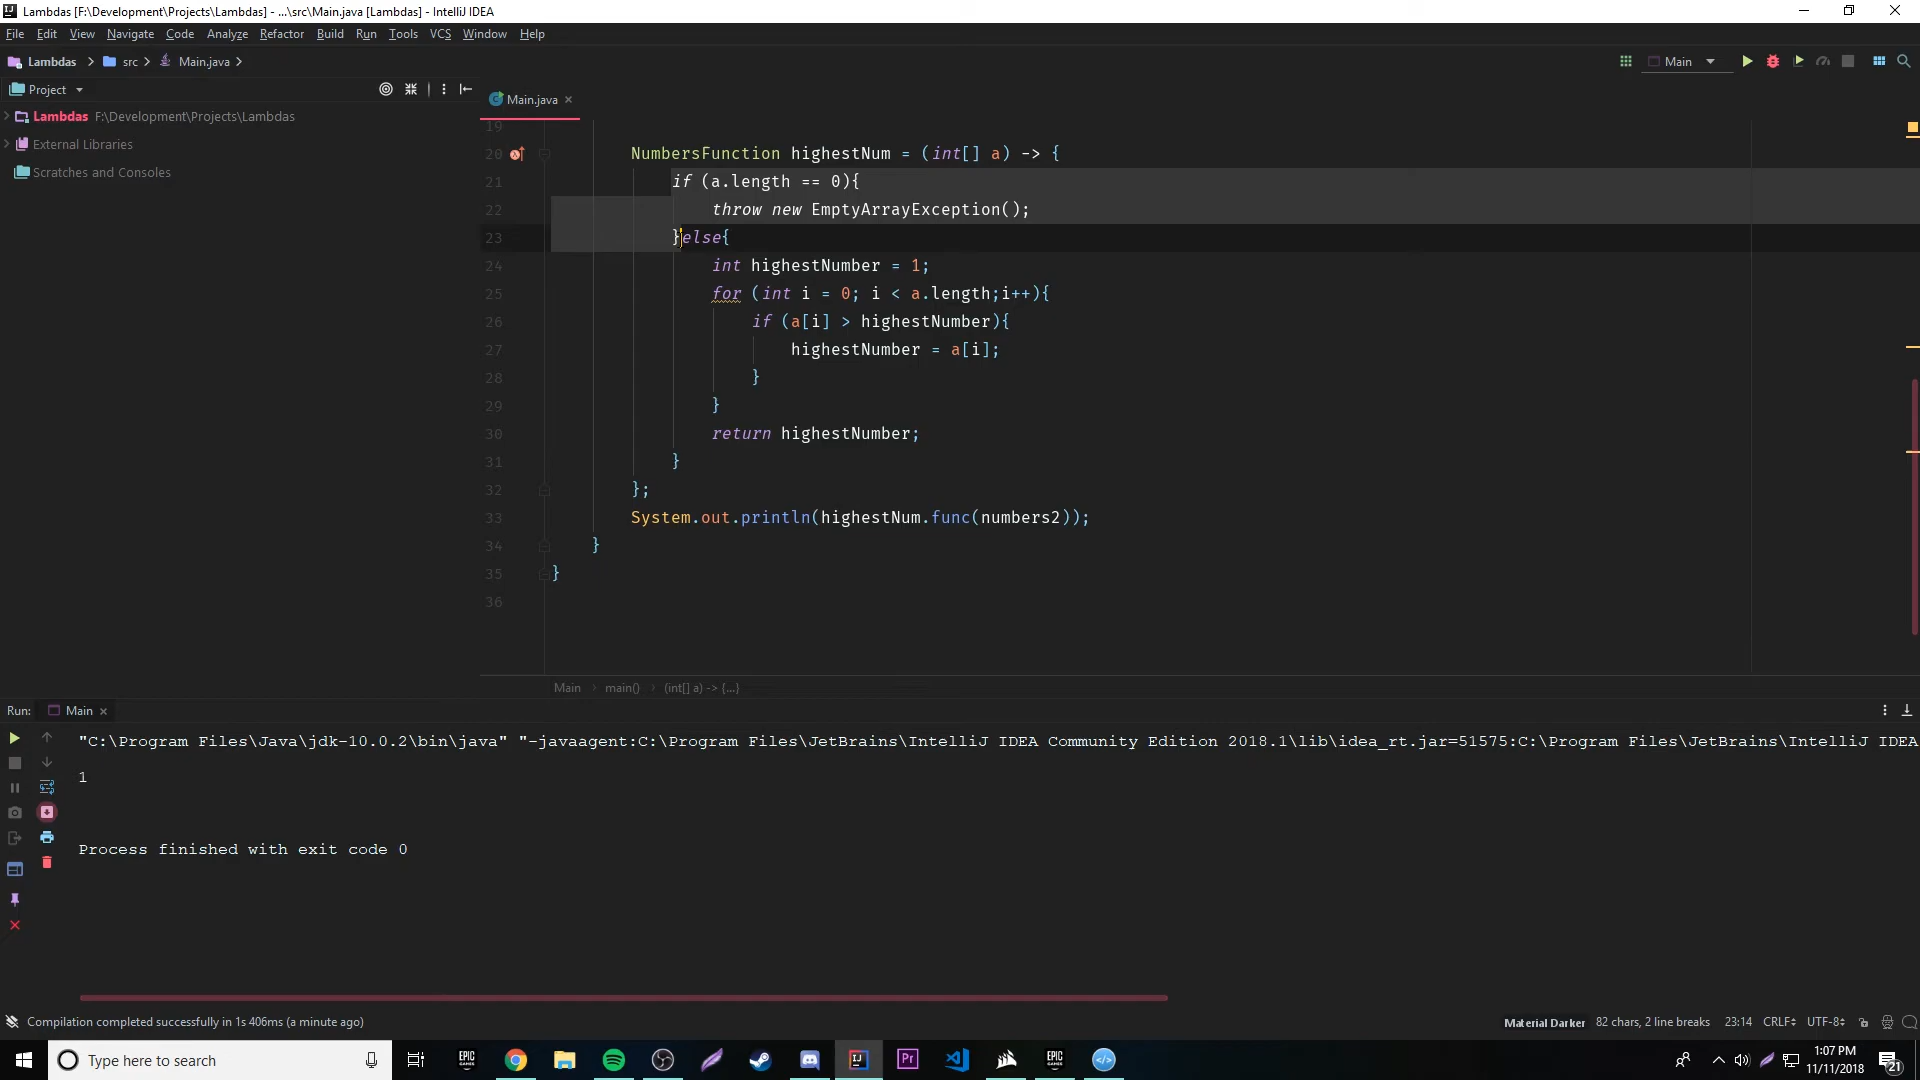 Lambdas [F:\Development\Projects\Lambdas] - ...\src\Main.java [Lambdas] - IntelliJ IDEA
File Edit View Navigate Code Analyze Refactor Build Run Tools VCS Window Help
Lambdas src Main.java Main
Project
Main.java
Lambdas F:\Development\Projects\Lambdas
External Libraries
Scratches and Consoles
19
20 NumbersFunction highestNum = (int[] a) -> {
21 if (a.length == 0){
22 throw new EmptyArrayException();
23 }else{
24 int highestNumber = 1;
25 for (int i = 0; i < a.length;i++){
26 if (a[i] > highestNumber){
27 highestNumber = a[i];
28 }
29 }
30 return highestNumber;
31 }
32 };
33 System.out.println(highestNum.func(numbers2));
34 }
35 }
36
Main main() (int[] a) -> {...}
Run: Main
"C:\Program Files\Java\jdk-10.0.2\bin\java" "-javaagent:C:\Program Files\JetBrains\IntelliJ IDEA Community Edition 2018.1\lib\idea_rt.jar=51575:C:\Program Files\JetBrains\IntelliJ IDEA
1
Process finished with exit code 0
Compilation completed successfully in 1s 406ms (a minute ago)
Material Darker 82 chars, 2 line breaks 23:14 CRLF UTF-8
Type here to search
EPIC GAMES
IJ
Pr
EPIC GAMES
1:07 PM
11/11/2018
21